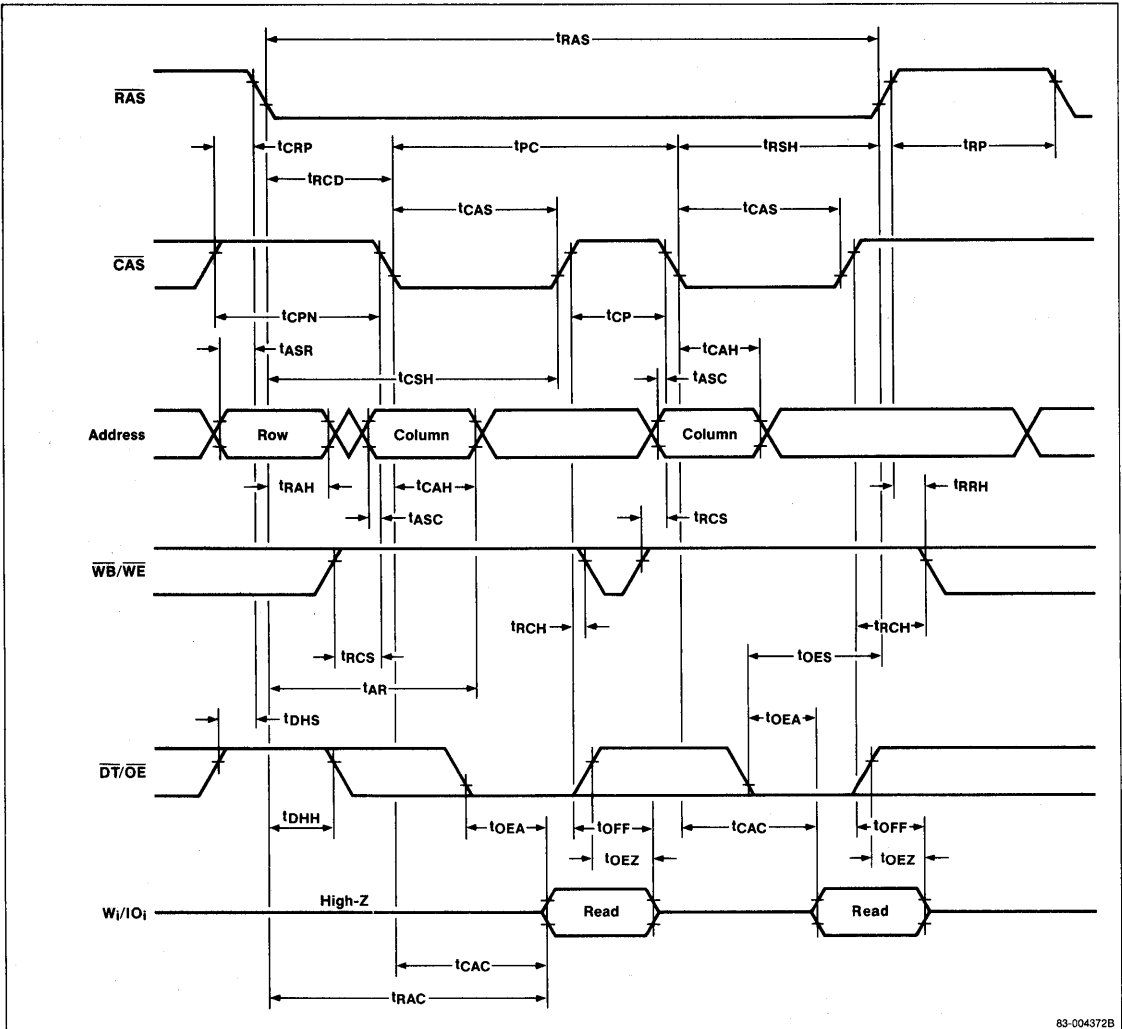 tRAS
RAS
tCRP tPC tRSH tRP
tRCD
tCAS tCAS
CAS
tCPN tCP
tASR tCAH
tCSH tASC
Address Row Column Column
tRAH tCAH tRRH
tASC tRCS
WB/WE
tRCH tRCH
tRCS tOES
tAR
tDHS tOEA
DT/OE
tDHH tOEA tOFF tCAC tOFF
tOEZ tOEZ
High-Z
Wi/IOi Read Read
tCAC
tRAC
83-004372B